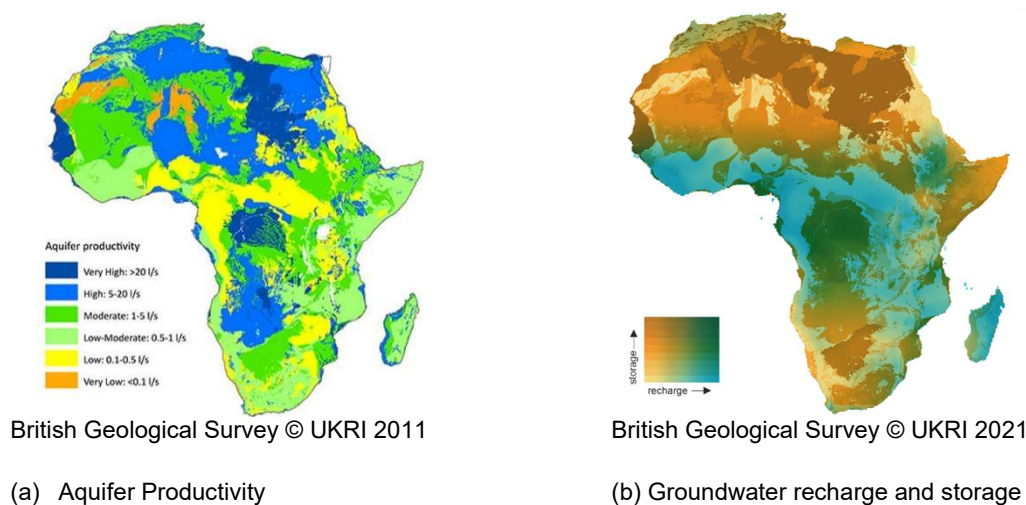 Aquifer productivity
Very High: >20 l/s
High: 5-20 l/s
Moderate: 1-5 l/s
Low-Moderate: 0.5-1 l/s
Low: 0.1-0.5 l/s
Very Low: <0.1 l/s
storage
recharge
British Geological Survey © UKRI 2011
British Geological Survey © UKRI 2021
(a) Aquifer Productivity
(b) Groundwater recharge and storage